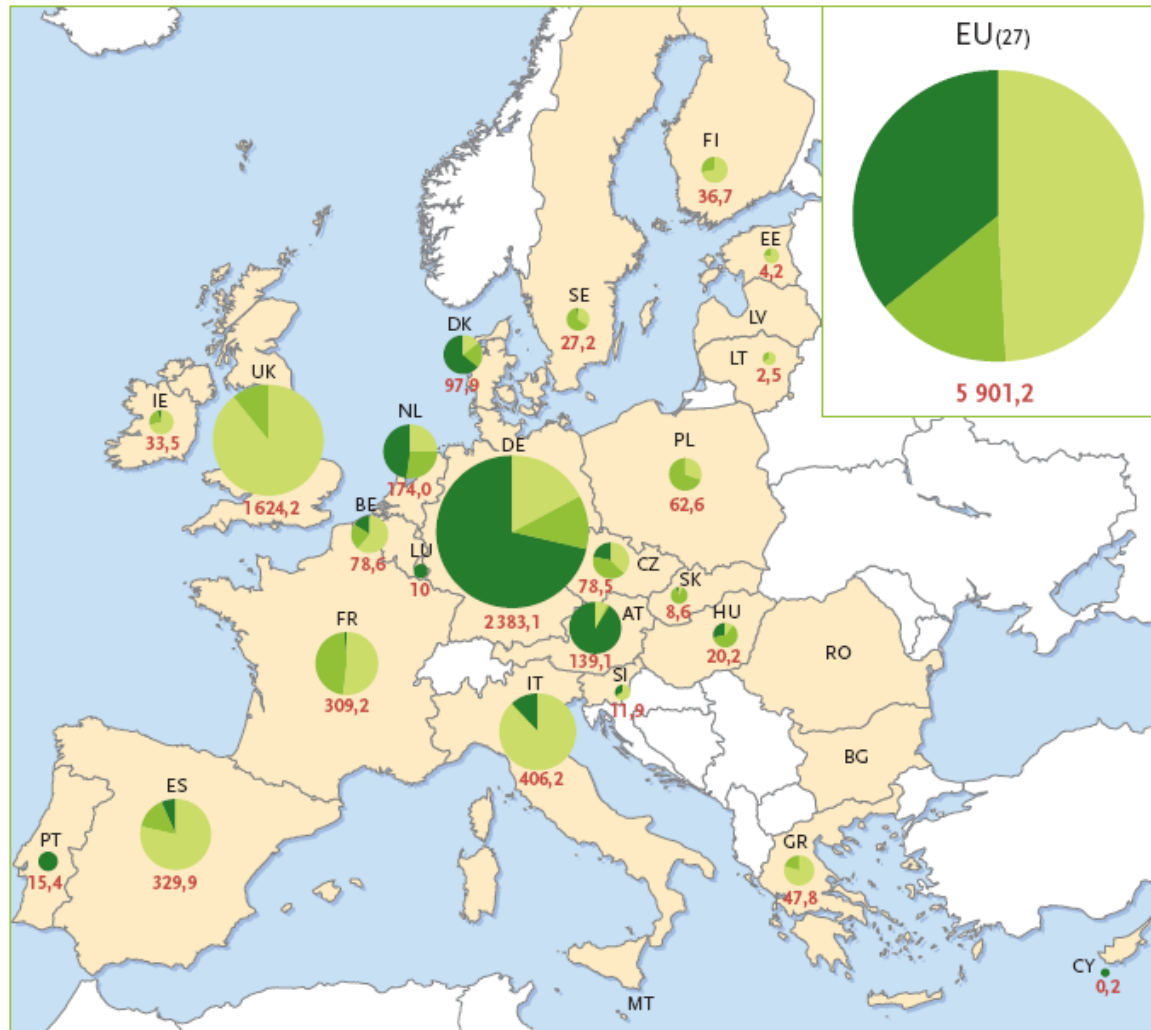 EU(27)
5 901,2
FI
36,7
EE
4,2
SE
27,2
LV
DK
97,9
LT
2,5
UK
1 624,2
IE
33,5
NL
174,0
DE
2 383,1
PL
62,6
BE
78,6
LU
10
CZ
78,5
SK
8,6
FR
309,2
AT
139,1
HU
20,2
RO
SI
11,9
IT
406,2
BG
ES
329,9
PT
15,4
GR
47,8
CY
0,2
MT